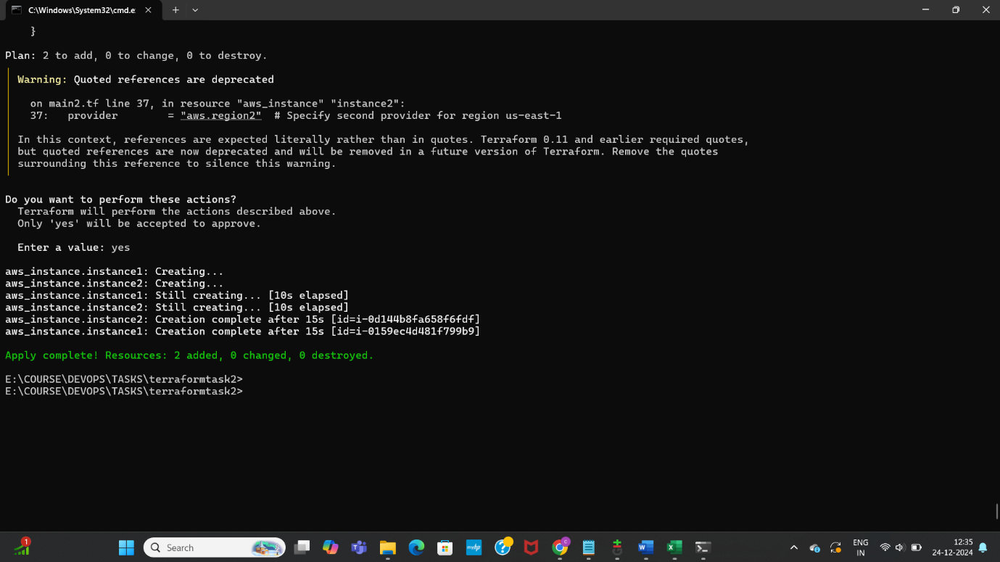 C:\Windows\System32\cmd.e
}
Plan: 2 to add, 0 to change, 0 to destroy.
Warning: Quoted references are deprecated
on main2.tf line 37, in resource "aws_instance" "instance2":
37: provider = "aws.region2" # Specify second provider for region us-east-1
In this context, references are expected literally rather than in quotes. Terraform 0.11 and earlier required quotes,
but quoted references are now deprecated and will be removed in a future version of Terraform. Remove the quotes
surrounding this reference to silence this warning.
Do you want to perform these actions?
Terraform will perform the actions described above.
Only 'yes' will be accepted to approve.
Enter a value: yes
aws_instance.instance1: Creating...
aws_instance.instance2: Creating...
aws_instance.instance1: Still creating... [10s elapsed]
aws_instance.instance2: Still creating... [10s elapsed]
aws_instance.instance2: Creation complete after 15s [id=i-0d144b8fa658f6fdf]
aws_instance.instance1: Creation complete after 15s [id=i-0159ec4d481f799b9]
Apply complete! Resources: 2 added, 0 changed, 0 destroyed.
E:\COURSE\DEVOPS\TASKS\terraformtask2>
E:\COURSE\DEVOPS\TASKS\terraformtask2>
1
Search
myhp
ENG
IN
12:35
24-12-2024